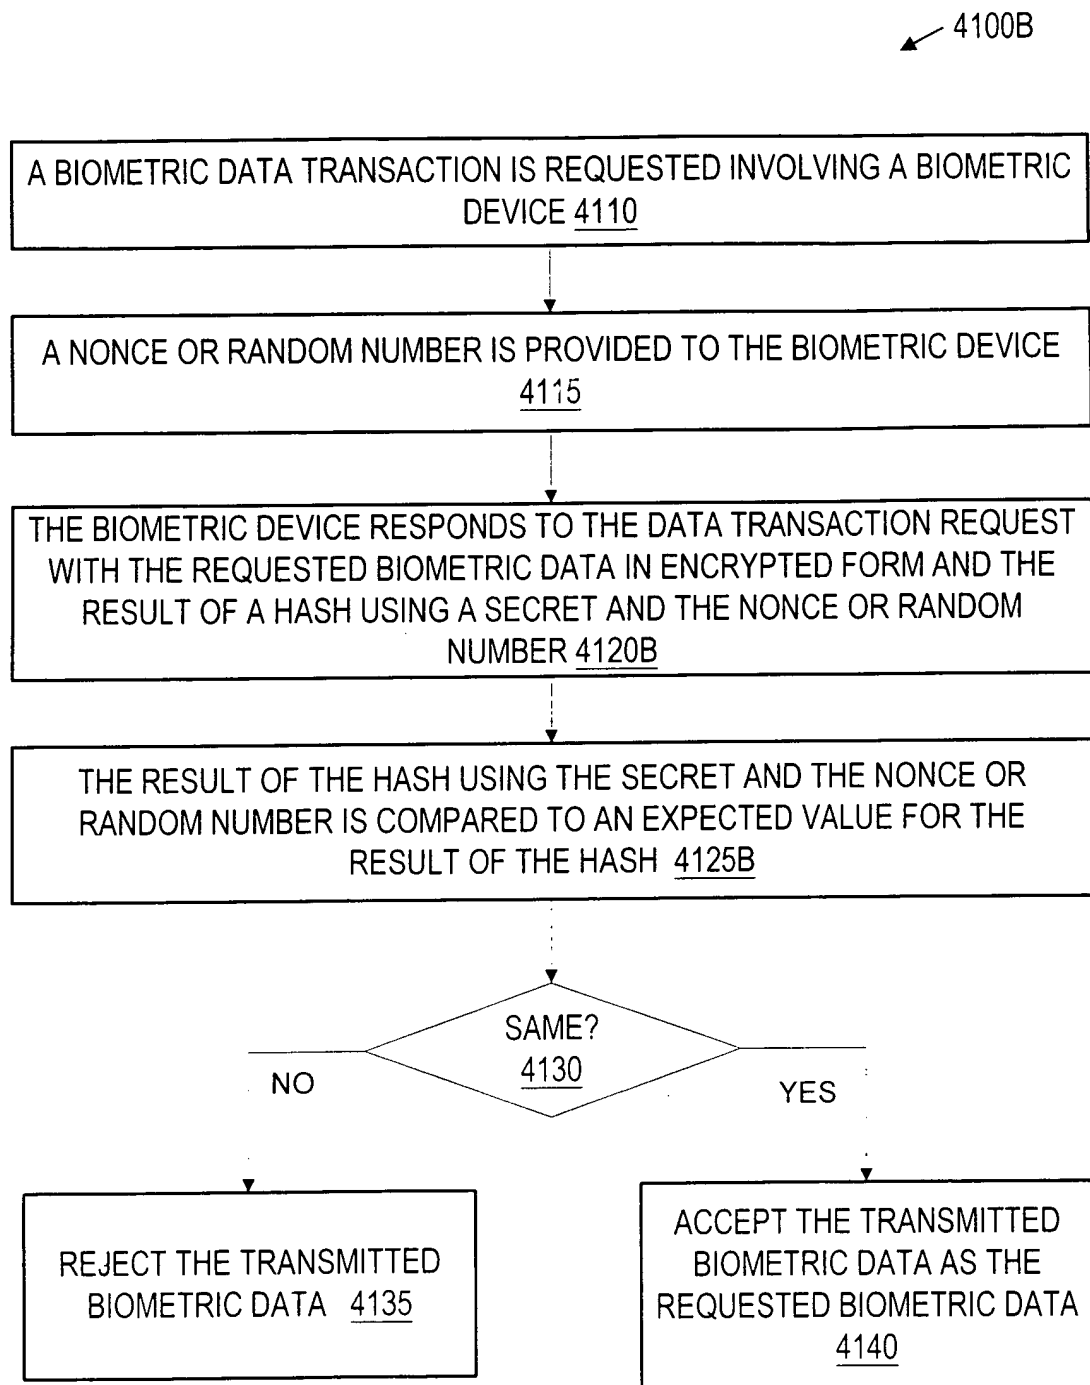 4100B
A BIOMETRIC DATA TRANSACTION IS REQUESTED INVOLVING A BIOMETRIC
DEVICE 4110
A NONCE OR RANDOM NUMBER IS PROVIDED TO THE BIOMETRIC DEVICE
4115
THE BIOMETRIC DEVICE RESPONDS TO THE DATA TRANSACTION REQUEST
WITH THE REQUESTED BIOMETRIC DATA IN ENCRYPTED FORM AND THE
RESULT OF A HASH USING A SECRET AND THE NONCE OR RANDOM
NUMBER 4120B
THE RESULT OF THE HASH USING THE SECRET AND THE NONCE OR
RANDOM NUMBER IS COMPARED TO AN EXPECTED VALUE FOR THE
RESULT OF THE HASH 4125B
SAME?
4130
NO
YES
REJECT THE TRANSMITTED
BIOMETRIC DATA 4135
ACCEPT THE TRANSMITTED
BIOMETRIC DATA AS THE
REQUESTED BIOMETRIC DATA
4140